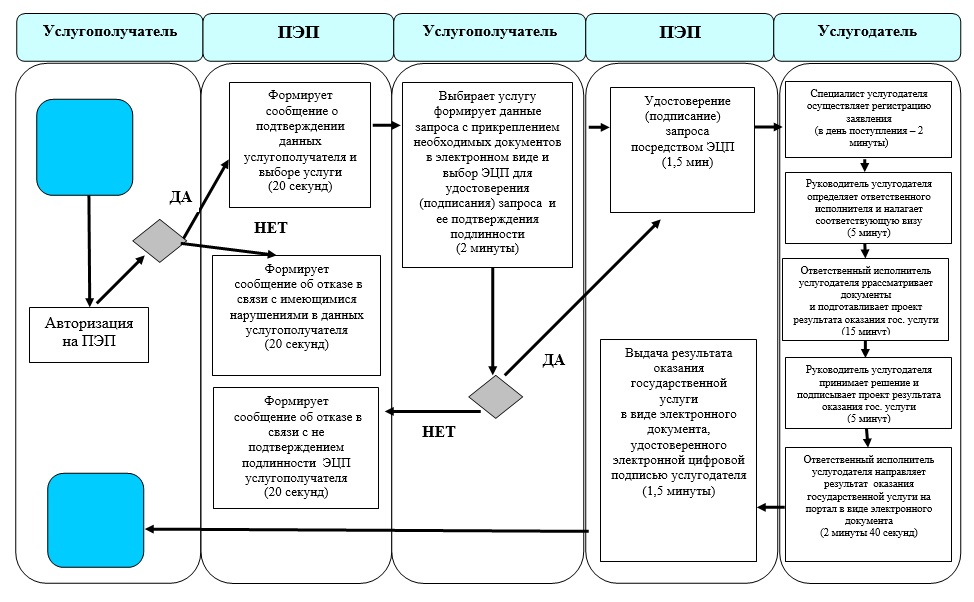 Услугополучатель
ПЭП
Услугополучатель
ПЭП
Услугодатель
Авторизация
на ПЭП
ДА
НЕТ
Формирует
сообщение о
подтверждении
данных
услугополучателя и
выборе услуги
(20 секунд)
Формирует
сообщение об отказе в
связи с имеющимися
нарушениями в данных
услугополучателя
(20 секунд)
Формирует
сообщение об отказе в
связи с не
подтверждением
подлинности ЭЦП
услугополучателя
(20 секунд)
Выбирает услугу
формирует данные
запроса с прикреплением
необходимых документов
в электронном виде и
выбор ЭЦП для
удостоверения
(подписания) запроса и
ее подтверждения
подлинности
(2 минуты)
ДА
НЕТ
Удостоверение
(подписание)
запроса
посредством ЭЦП
(1,5 мин)
Выдача результата
оказания
государственной
услуги
в виде электронного
документа,
удостоверенного
электронной цифровой
подписью услугодателя
(1,5 минуты)
Специалист услугодателя
осуществляет регистрацию
заявления
(в день поступления – 2
минуты)
Руководитель услугодателя
определяет ответственного
исполнителя и налагает
соответствующую визу
(5 минут)
Ответственный исполнитель
услугодателя ррассматривает
документы
и подготавливает проект
результата оказания гос. услуги
(15 минут)
Руководитель услугодателя
принимает решение и
подписывает проект результата
оказания гос. услуги
(5 минут)
Ответственный исполнитель
услугодателя направляет
результат оказания
государственной услуги на
портал в виде электронного
документа
(2 минуты 40 секунд)